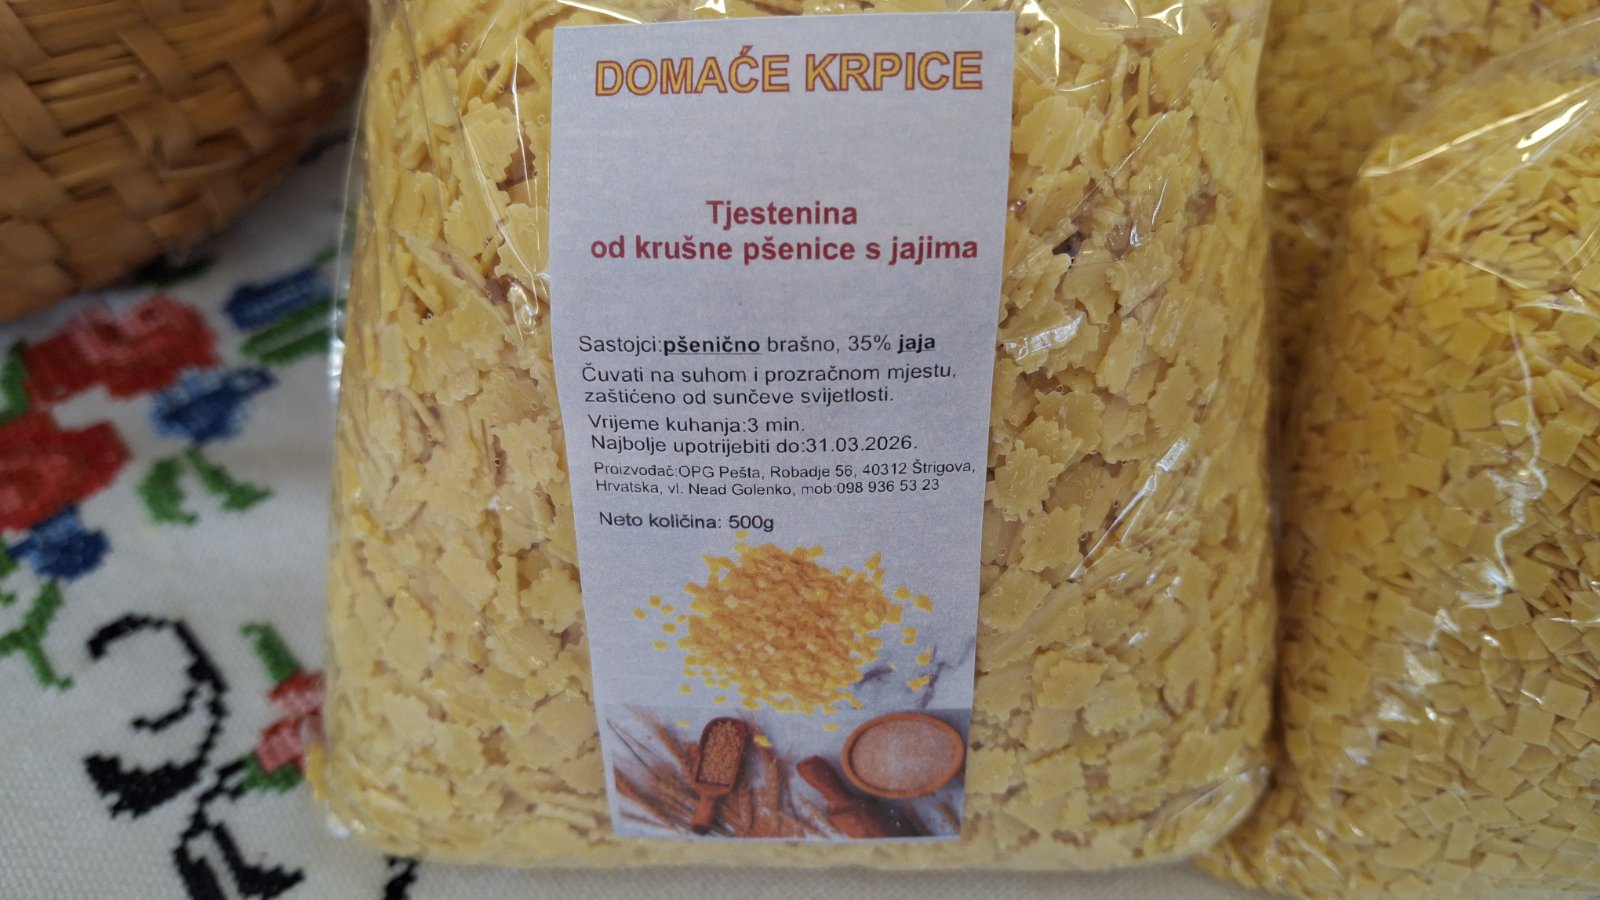 DOMAĆE KRPICE
Tjestenina
od krušne pšenice s jajima
Sastojci:pšenično brašno, 35% jaja
Čuvati na suhom i prozračnom mjestu,
zaštićeno od sunčeve svijetlosti.
Vrijeme kuhanja:3 min.
Najbolje upotrijebiti do:31.03.2026.
Proizvođač:OPG Pešta, Robadje 56, 40312 Štrigova,
Hrvatska, vl. Nead Golenko, mob:098 936 53 23
Neto količina: 500g